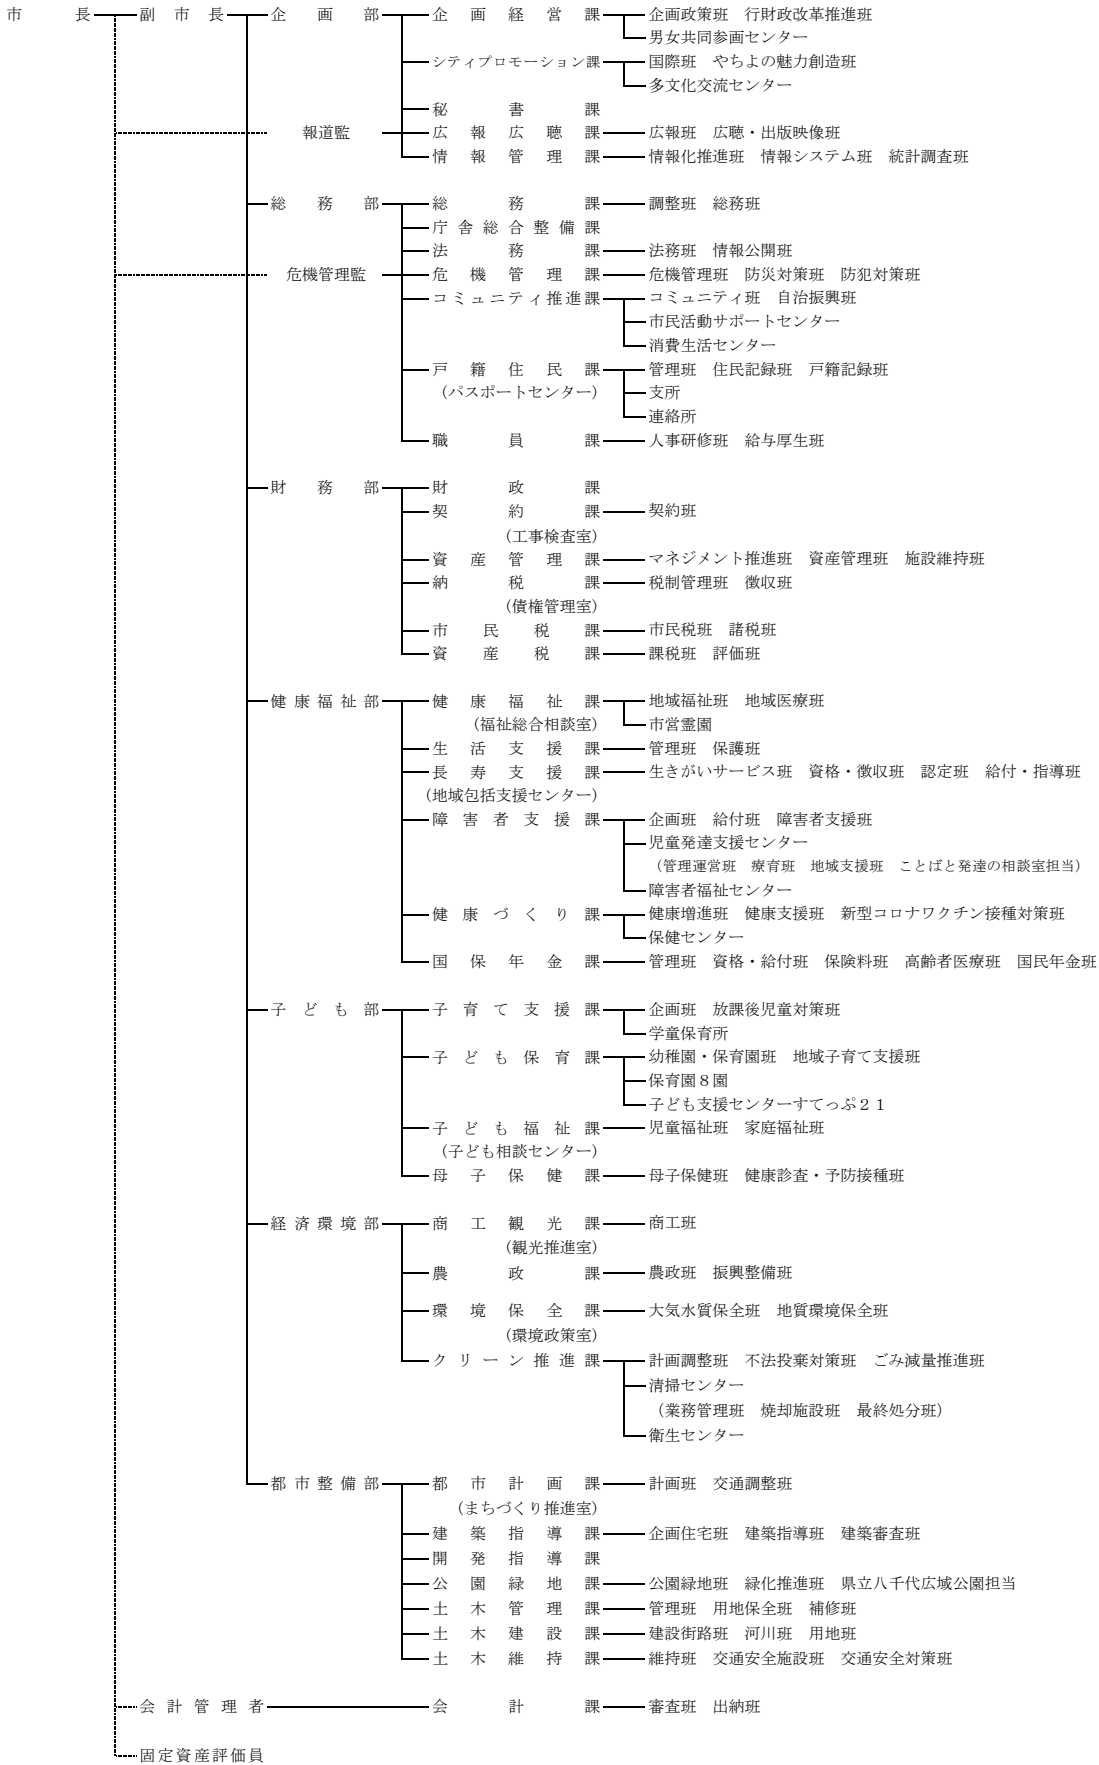 市長 副市長 企画部 企画経営課 企画政策班 行財政改革推進班
男女共同参画センター
シティプロモーション課 国際班 やちよの魅力創造班
多文化交流センター
秘書課
報道監 広報広聴課 広報班 広聴・出版映像班
情報管理課 情報化推進班 情報システム班 統計調査班
総務部 総務課 調整班 総務班
庁舎総合整備課
法務課 法務班 情報公開班
危機管理監 危機管理課 危機管理班 防災対策班 防犯対策班
コミュニティ推進課 コミュニティ班 自治振興班
市民活動サポートセンター
消費生活センター
戸籍住民課 管理班 住民記録班 戸籍記録班
(パスポートセンター) 支所
連絡所
職員課 人事研修班 給与厚生班
財務部 財政課
契約課 契約班
(工事検査室)
資産管理課 マネジメント推進班 資産管理班 施設維持班
納税課 税制管理班 徴収班
(債権管理室)
市民税課 市民税班 諸税班
資産税課 課税班 評価班
健康福祉部 健康福祉課 地域福祉班 地域医療班
(福祉総合相談室) 市営霊園
生活支援課 管理班 保護班
長寿支援課 生きがいサービス班 資格・徴収班 認定班 給付・指導班
(地域包括支援センター)
障害者支援課 企画班 給付班 障害者支援班
児童発達支援センター
(管理運営班 療育班 地域支援班 ことばと発達の相談室担当)
障害者福祉センター
健康づくり課 健康増進班 健康支援班 新型コロナワクチン接種対策班
保健センター
国保年金課 管理班 資格・給付班 保険料班 高齢者医療班 国民年金班
子ども部 子育て支援課 企画班 放課後児童対策班
学童保育所
子ども保育課 幼稚園・保育園班 地域子育て支援班
保育園8園
子ども支援センターすてっぷ21
子ども福祉課 児童福祉班 家庭福祉班
(子ども相談センター)
母子保健課 母子保健班 健康診査・予防接種班
経済環境部 商工観光課 商工班
(観光推進室)
農政課 農政班 振興整備班
環境保全課 大気水質保全班 地質環境保全班
(環境政策室)
クリーン推進課 計画調整班 不法投棄対策班 ごみ減量推進班
清掃センター
(業務管理班 焼却施設班 最終処分班)
衛生センター
都市整備部 都市計画課 計画班 交通調整班
(まちづくり推進室)
建築指導課 企画住宅班 建築指導班 建築審査班
開発指導課
公園緑地課 公園緑地班 緑化推進班 県立八千代広域公園担当
土木管理課 管理班 用地保全班 補修班
土木建設課 建設街路班 河川班 用地班
土木維持課 維持班 交通安全施設班 交通安全対策班
会計管理者 会計課 審査班 出納班
固定資産評価員